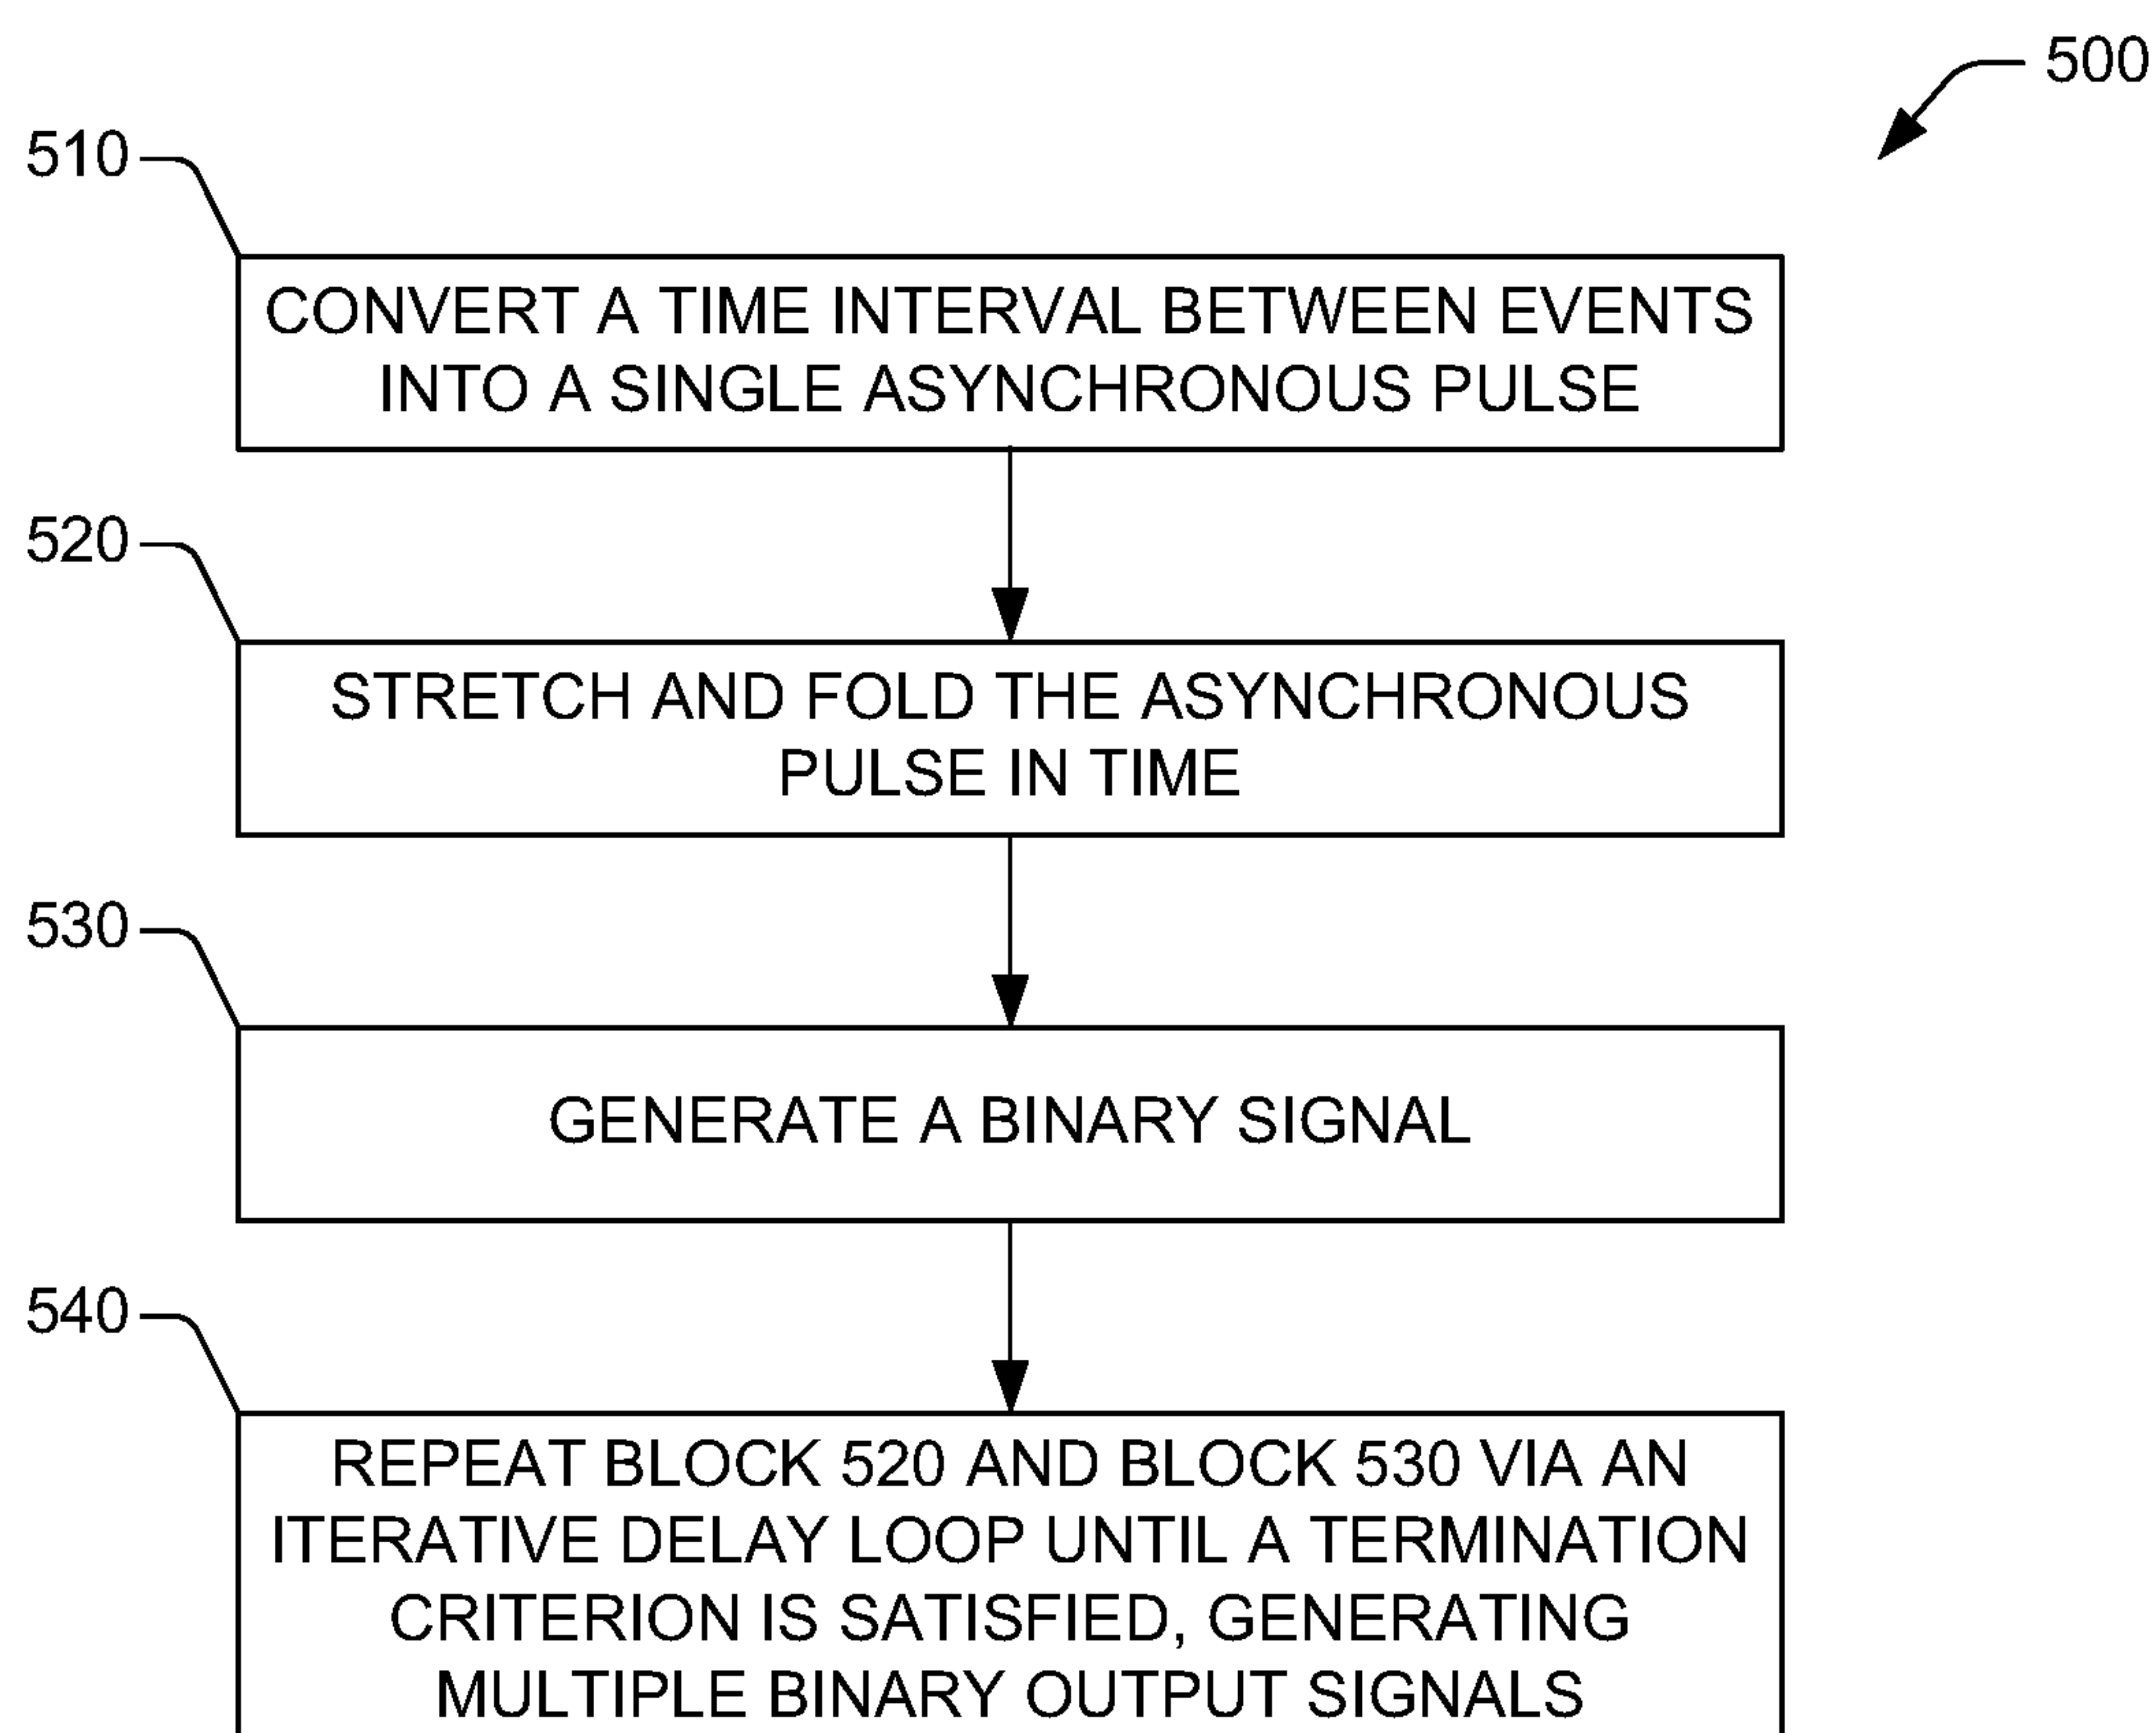 500
510
CONVERT A TIME INTERVAL BETWEEN EVENTS
INTO A SINGLE ASYNCHRONOUS PULSE
520
STRETCH AND FOLD THE ASYNCHRONOUS
PULSE IN TIME
530
GENERATE A BINARY SIGNAL
540
REPEAT BLOCK 520 AND BLOCK 530 VIA AN
ITERATIVE DELAY LOOP UNTIL A TERMINATION
CRITERION IS SATISFIED, GENERATING
MULTIPLE BINARY OUTPUT SIGNALS